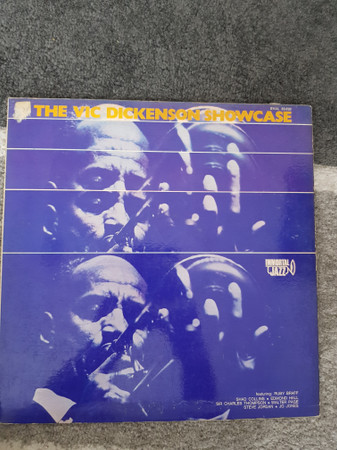 THE VIC DICKENSON SHOWCASE
IMMORTAL
JAZZ
featuring RUBY BRAFF
SHAD COLLINS • EDMOND HALL
SIR CHARLES THOMPSON • WALTER PAGE
STEVE JORDAN • JO JONES